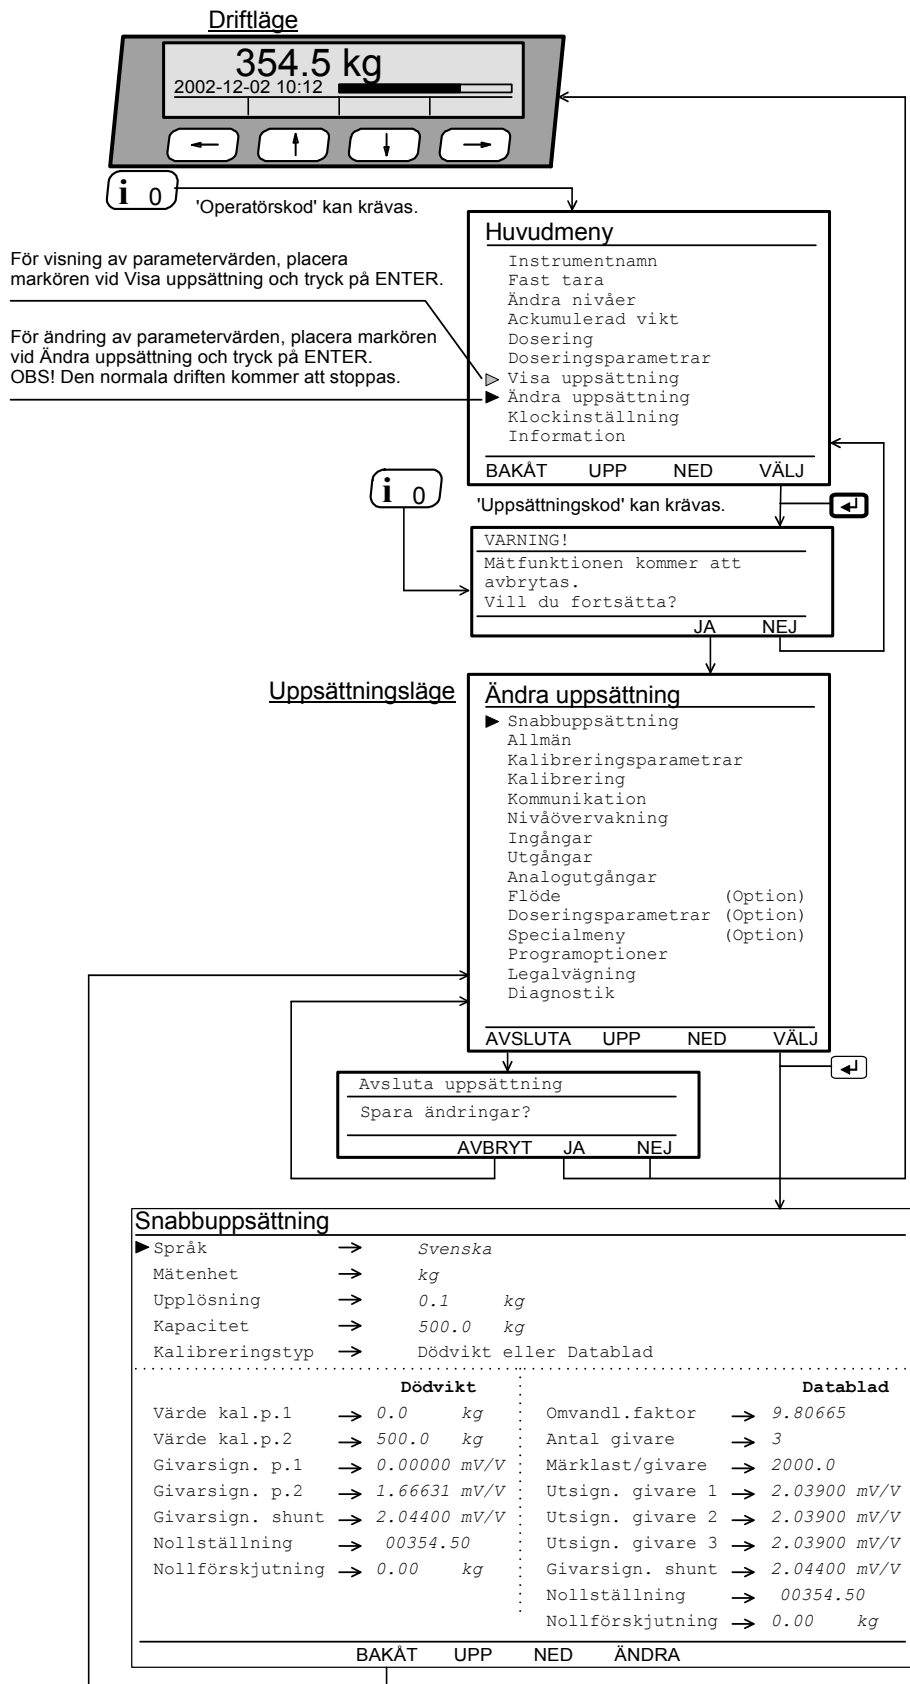 Driftläge
354.5 kg
2002-12-02 10:12
i 0
'Operatörskod' kan krävas.
För visning av parametervärden, placera
markören vid Visa uppsättning och tryck på ENTER.
För ändring av parametervärden, placera markören
vid Ändra uppsättning och tryck på ENTER.
OBS! Den normala driften kommer att stoppas.
Huvudmeny
Instrumentnamn
Fast tara
Ändra nivåer
Ackumulerad vikt
Dosering
Doseringsparametrar
Visa uppsättning
Ändra uppsättning
Klockinställning
Information
BAKÅT UPP NED VÄLJ
i 0
'Uppsättningskod' kan krävas.
VARNING!
Mätfunktionen kommer att
avbrytas.
Vill du fortsätta?
JA NEJ
Uppsättningsläge
Ändra uppsättning
Snabbuppsättning
Allmän
Kalibreringsparametrar
Kalibrering
Kommunikation
Nivåövervakning
Ingångar
Utgångar
Analogutgångar
Flöde (Option)
Doseringsparametrar (Option)
Specialmeny (Option)
Programoptioner
Legalvägning
Diagnostik
AVSLUTA UPP NED VÄLJ
Avsluta uppsättning
Spara ändringar?
AVBRYT JA NEJ
Snabbuppsättning
Språk → Svenska
Mätenhet → kg
Upplösning → 0.1 kg
Kapacitet → 500.0 kg
Kalibreringstyp → Dödvikt eller Datablad
Dödvikt
Värde kal.p.1 → 0.0 kg
Värde kal.p.2 → 500.0 kg
Givarsign. p.1 → 0.00000 mV/V
Givarsign. p.2 → 1.66631 mV/V
Givarsign. shunt → 2.04400 mV/V
Nollställning → 00354.50
Nollförskjutning → 0.00 kg
Datablad
Omvandl.faktor → 9.80665
Antal givare → 3
Märklast/givare → 2000.0
Utsign. givare 1 → 2.03900 mV/V
Utsign. givare 2 → 2.03900 mV/V
Utsign. givare 3 → 2.03900 mV/V
Givarsign. shunt → 2.04400 mV/V
Nollställning → 00354.50
Nollförskjutning → 0.00 kg
BAKÅT UPP NED ÄNDRA